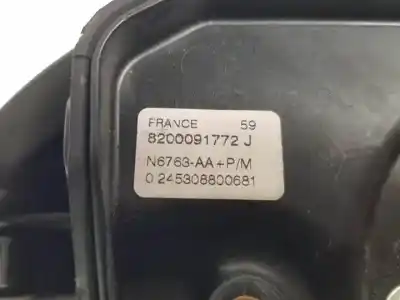 FRANCE 59
8200091772 J
N6763-AA+P/M
0 245308800681